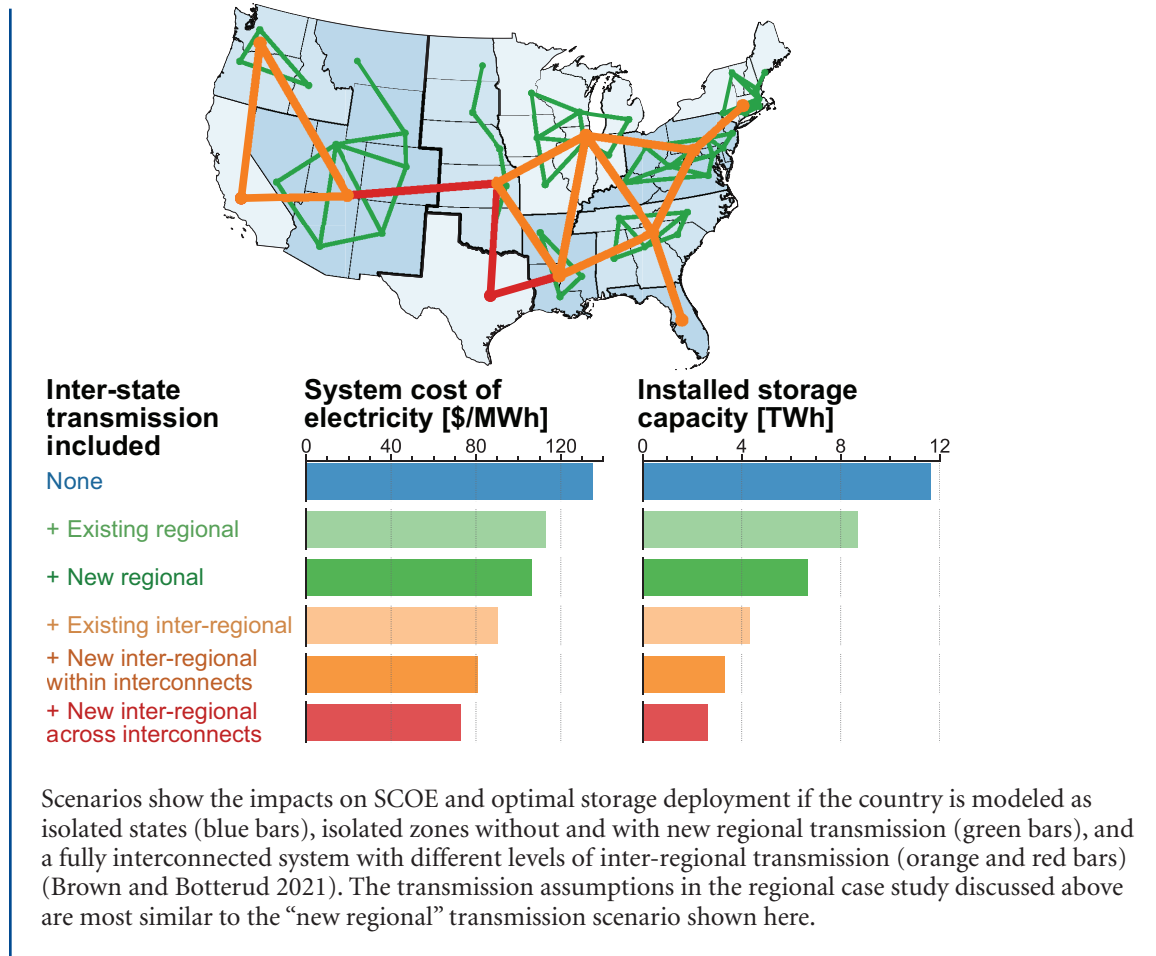 Inter-state
transmission
included
System cost of
electricity [$/MWh]
0 40 80 120
Installed storage
capacity [TWh]
0 4 8 12
None
+ Existing regional
+ New regional
+ Existing inter-regional
+ New inter-regional
within interconnects
+ New inter-regional
across interconnects
Scenarios show the impacts on SCOE and optimal storage deployment if the country is modeled as
isolated states (blue bars), isolated zones without and with new regional transmission (green bars), and
a fully interconnected system with different levels of inter-regional transmission (orange and red bars)
(Brown and Botterud 2021). The transmission assumptions in the regional case study discussed above
are most similar to the “new regional” transmission scenario shown here.